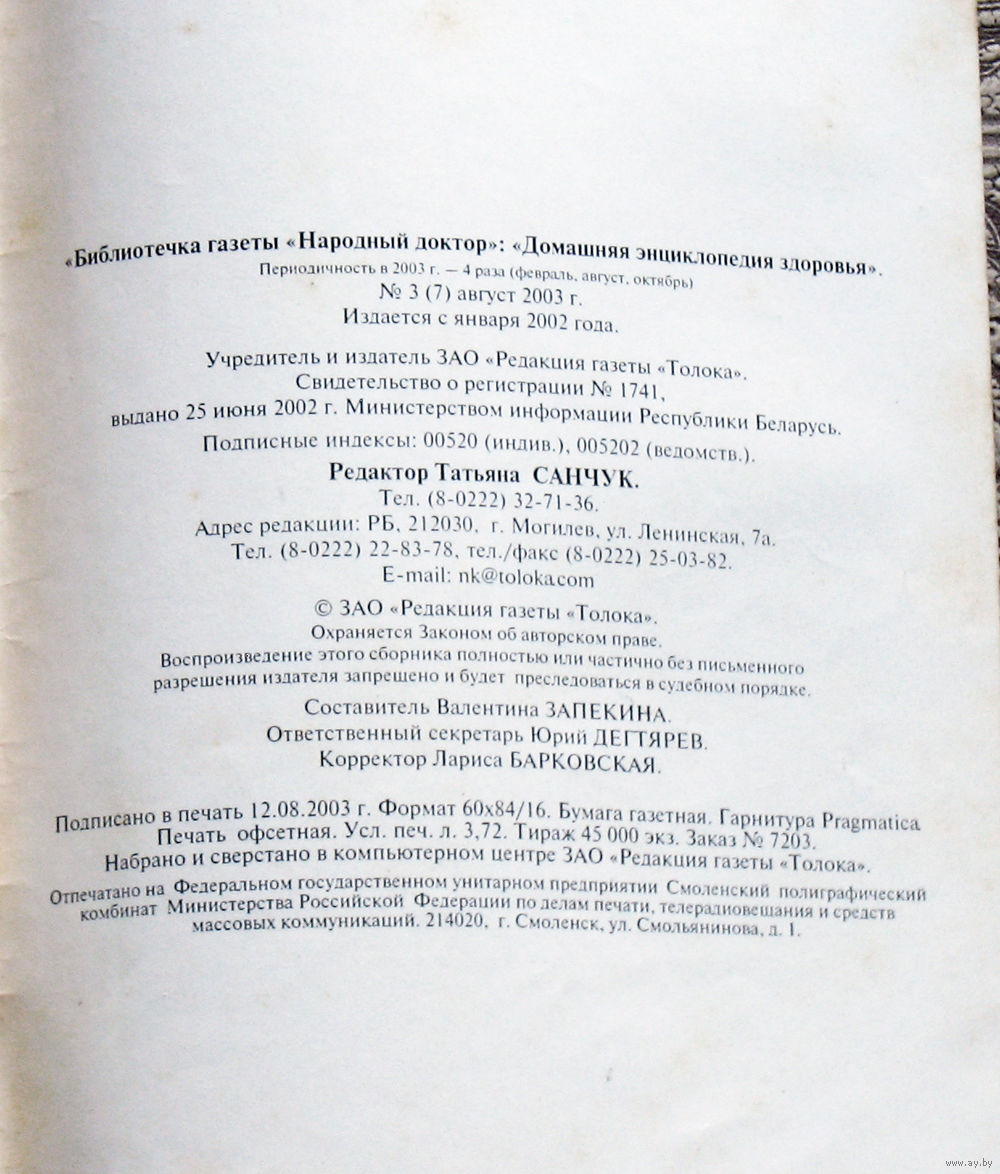 «Библиотечка газеты «Народный доктор»: «Домашняя энциклопедия здоровья».
Периодичность в 2003 г. — 4 раза (февраль, август, октябрь)
№ 3 (7) август 2003 г.
Издается с января 2002 года.
Учредитель и издатель ЗАО «Редакция газеты «Толока».
Свидетельство о регистрации № 1741,
выдано 25 июня 2002 г. Министерством информации Республики Беларусь.
Подписные индексы: 00520 (индив.), 005202 (ведомств.).
Редактор Татьяна САНЧУК.
Тел. (8-0222) 32-71-36.
Адрес редакции: РБ, 212030, г. Могилев, ул. Ленинская, 7а.
Тел. (8-0222) 22-83-78, тел./факс (8-0222) 25-03-82.
E-mail: nk@toloka.com
© ЗАО «Редакция газеты «Толока».
Охраняется Законом об авторском праве.
Воспроизведение этого сборника полностью или частично без письменного
разрешения издателя запрещено и будет преследоваться в судебном порядке.
Составитель Валентина ЗАПЕКИНА.
Ответственный секретарь Юрий ДЕГТЯРЕВ.
Корректор Лариса БАРКОВСКАЯ.
Подписано в печать 12.08.2003 г. Формат 60х84/16. Бумага газетная. Гарнитура Pragmatica.
Печать офсетная. Усл. печ. л. 3,72. Тираж 45 000 экз. Заказ № 7203.
Набрано и сверстано в компьютерном центре ЗАО «Редакция газеты «Толока».
Отпечатано на Федеральном государственном унитарном предприятии Смоленский полиграфический
комбинат Министерства Российской Федерации по делам печати, телерадиовещания и средств
массовых коммуникаций. 214020, г. Смоленск, ул. Смольянинова, д. 1.
www.ay.by